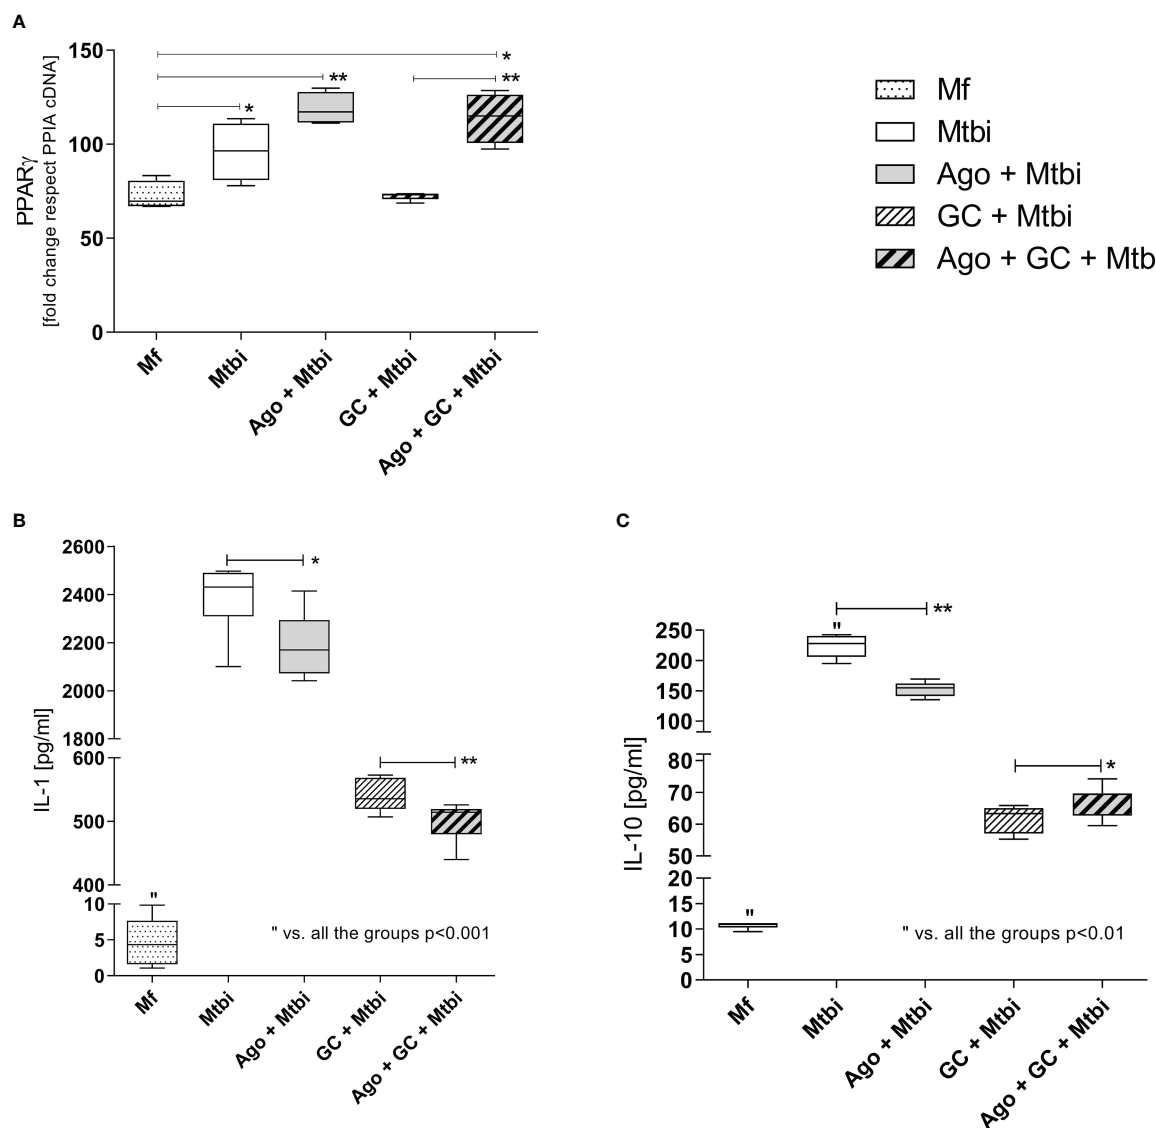 A
PPARγ
[fold change respect PPIA cDNA]
150
100
50
0
*
**
*
**
*
Mf
Mtbi
Ago + Mtbi
GC + Mtbi
Ago + GC + Mtbi
Mf
Mtbi
Ago + Mtbi
GC + Mtbi
Ago + GC + Mtb
B
IL-1 [pg/ml]
2600
2400
2200
2000
1800
600
500
400
10
5
0
*
**
"
" vs. all the groups p<0.001
Mf
Mtbi
Ago + Mtbi
GC + Mtbi
Ago + GC + Mtbi
C
IL-10 [pg/ml]
250
200
150
100
80
70
60
50
20
15
10
5
0
**
"
*
"
" vs. all the groups p<0.01
Mf
Mtbi
Ago + Mtbi
GC + Mtbi
Ago + GC + Mtbi